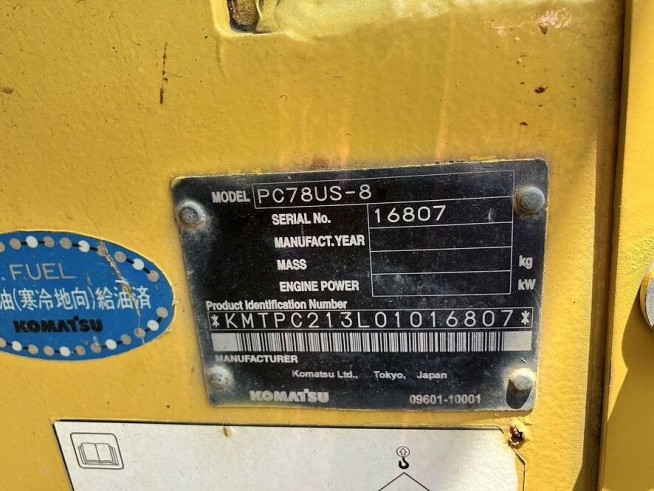 MODEL PC78US-8
SERIAL No. 16807
MANUFACT.YEAR
MASS kg
ENGINE POWER kW
Product Identification Number
*KMTPC213L01016807*
MANUFACTURER
Komatsu Ltd., Tokyo, Japan
KOMATSU 09601-10001
FUEL
油(寒冷地向)給油済
KOMATSU